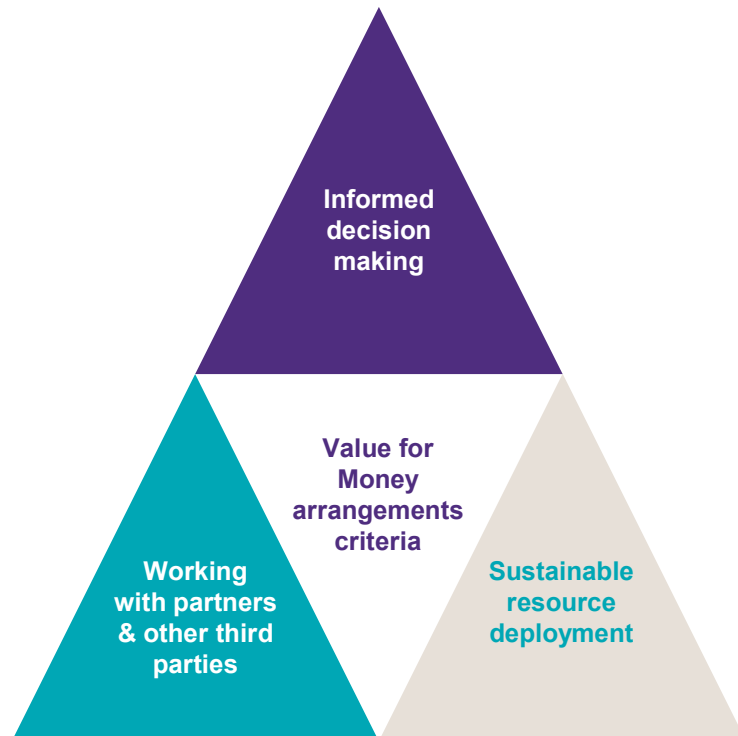 Informed
decision
making
Value for
Money
arrangements
criteria
Working
with partners
& other third
parties
Sustainable
resource
deployment